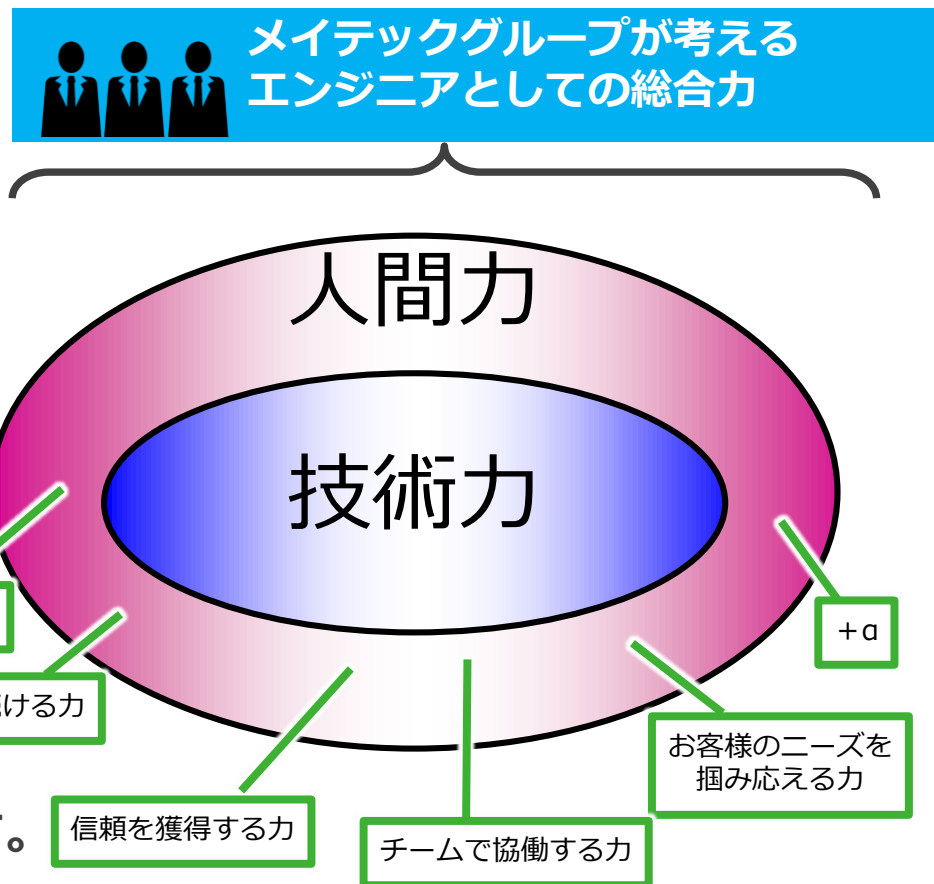 メイテックグループが考える
エンジニアとしての総合力
人間力
技術力
+α
ける力
お客様のニーズを
掴み応える力
信頼を獲得する力
チームで協働する力
。